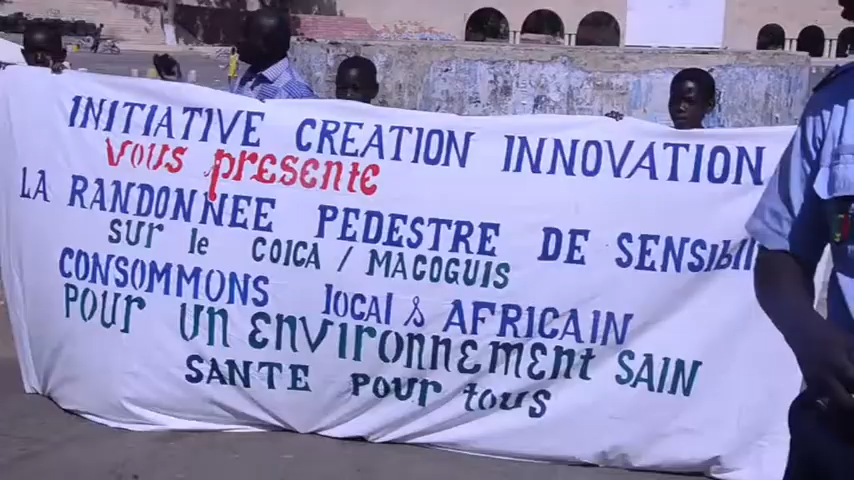 INITIATIVE CREATION INNOVATION
VOUS PRESENTE
LA RANDONNEE PEDESTRE DE
SUR le COICA / MACOGUIS
CONSOMMONS lOCAl & AFRICAIN
POUR UN ENVIRONNEMENT SAIN
SANTE POUR TOUS